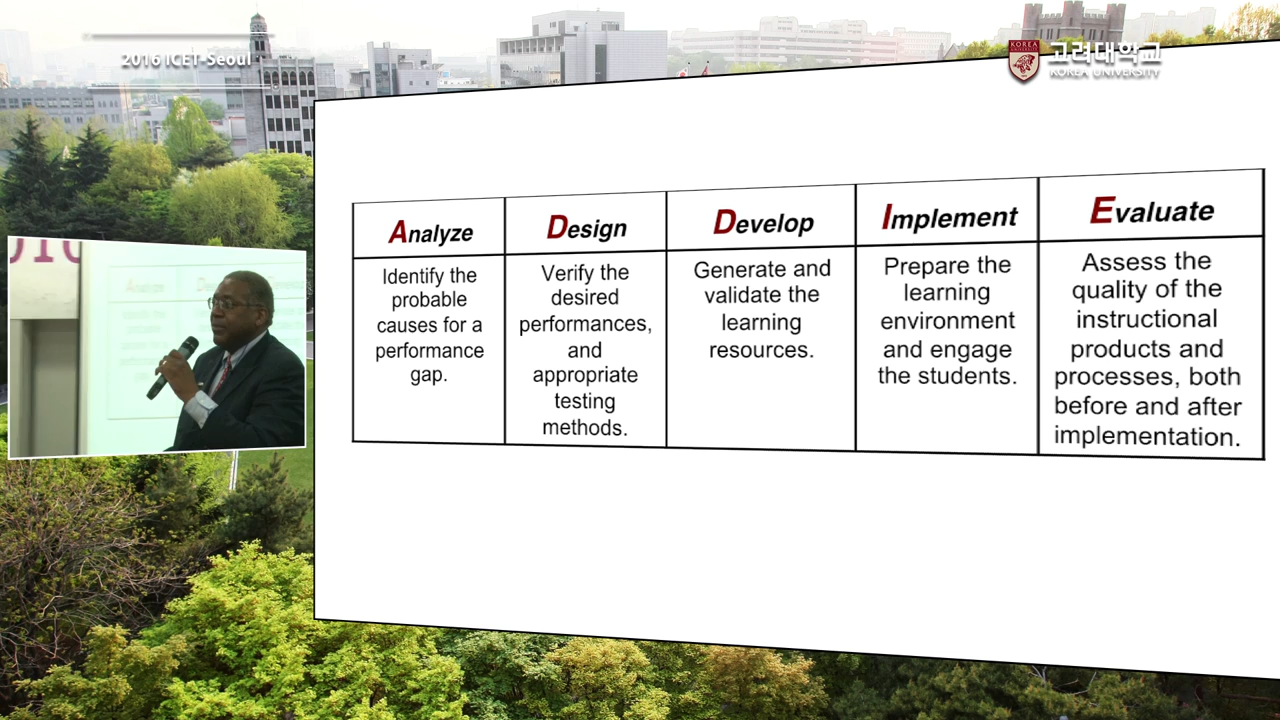 2016 ICET-Seoul
KOREA
고려대학교
KOREA UNIVERSITY
Analyze
Identify the
probable
causes for a
performance
gap.
Design
Verify the
desired
performances,
and
appropriate
testing
methods.
Develop
Generate and
validate the
learning
resources.
Implement
Prepare the
learning
environment
and engage
the students.
Evaluate
Assess the
quality of the
instructional
products and
processes, both
before and after
implementation.